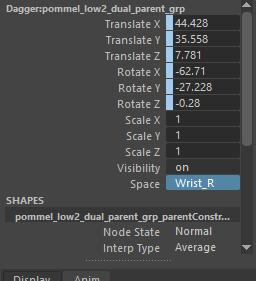 Dagger:pommel_low2_dual_parent_grp
Translate X 44.428
Translate Y 35.558
Translate Z 7.781
Rotate X -62.71
Rotate Y -27.228
Rotate Z -0.28
Scale X 1
Scale Y 1
Scale Z 1
Visibility on
Space Wrist_R
SHAPES
pommel_low2_dual_parent_grp_parentConstr...
Node State Normal
Interp Type Average
Display Anim